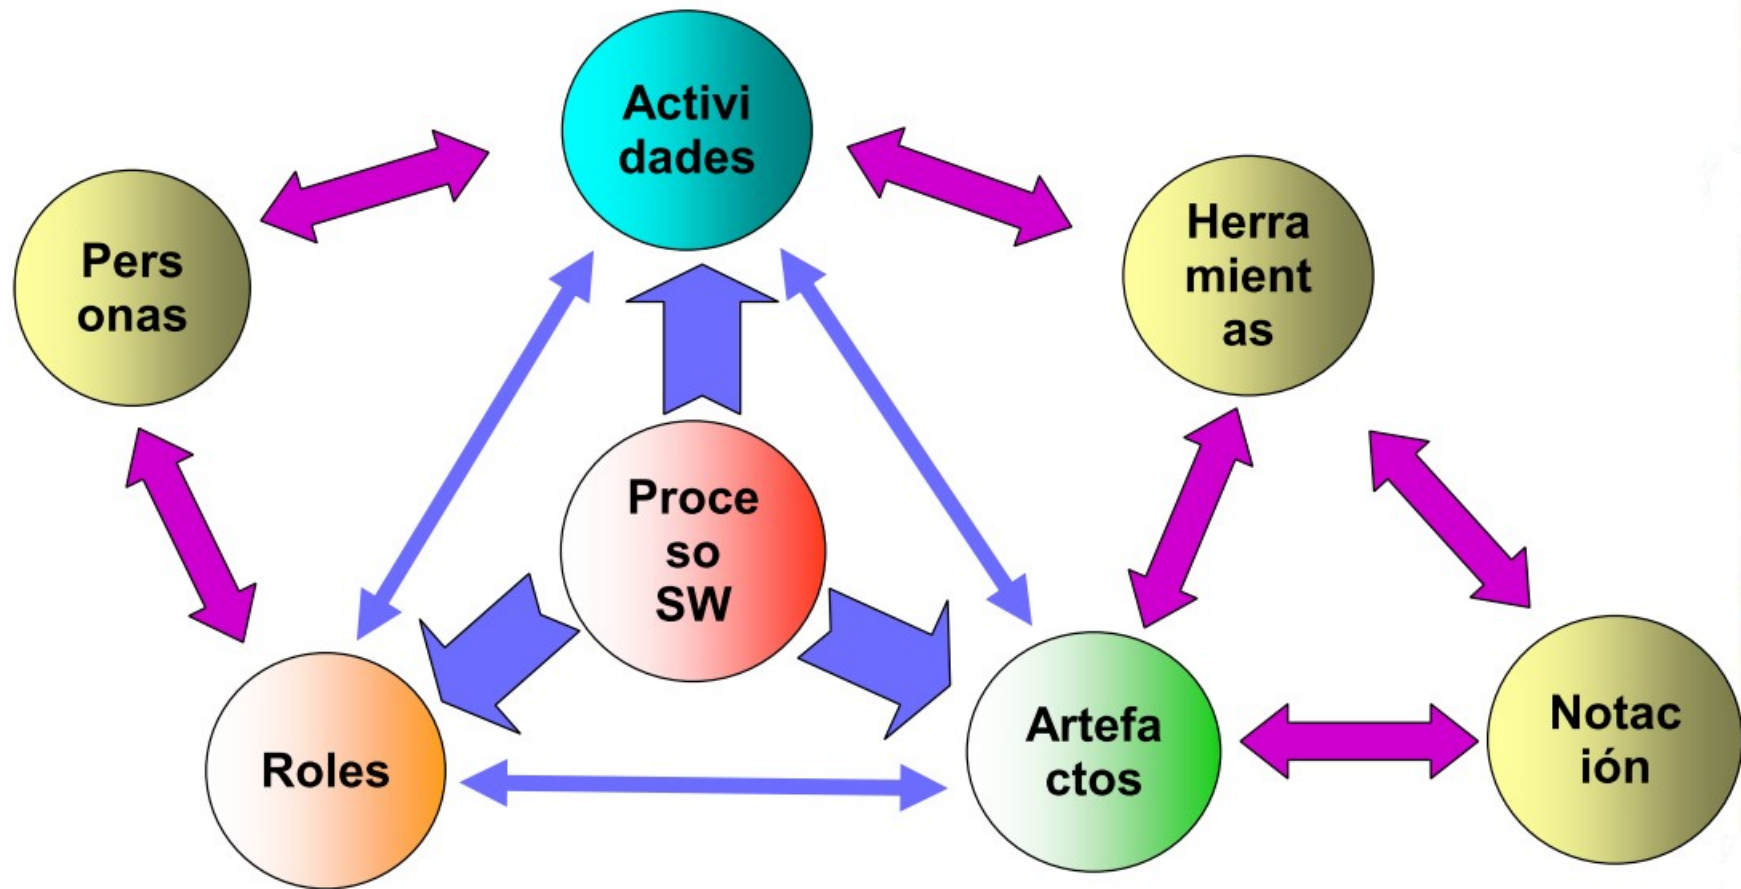 Activi
dades
Pers
onas
Herra
mient
as
Proce
so
SW
Roles
Artefa
ctos
Notac
ión